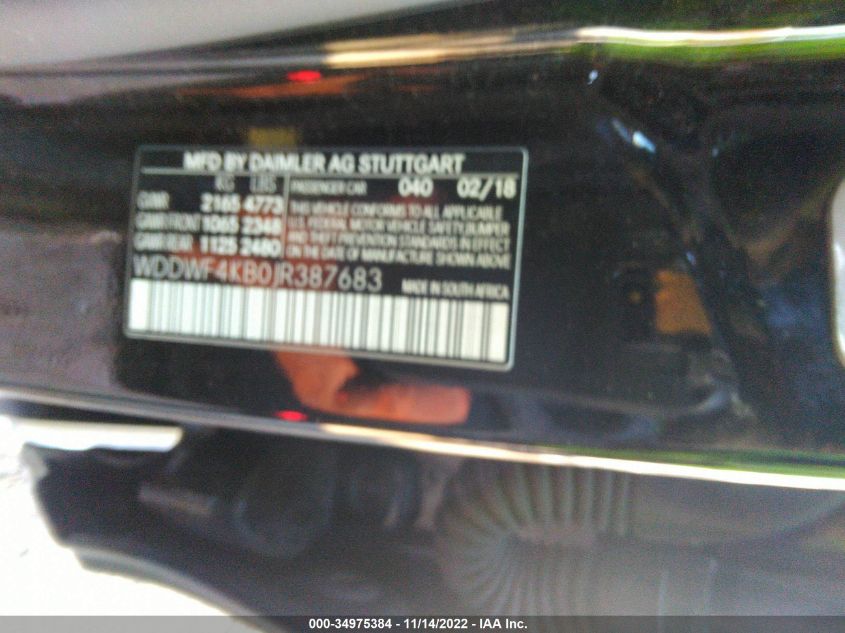 MFD BY DAIMLER AG STUTTGART
KG LBS PASSENGER CAR 040 02/18
GVWR 2165 4773 THIS VEHICLE CONFORMS TO ALL APPLICABLE
GAWR FRONT 1065 2348 U.S. FEDERAL MOTOR VEHICLE SAFETY, BUMPER
GAWR REAR 1125 2480 AND THEFT PREVENTION STANDARDS IN EFFECT
ON THE DATE OF MANUFACTURE SHOWN ABOVE
WDDWF4KB0JR387683 MADE IN SOUTH AFRICA
000-34975384 - 11/14/2022 - IAA Inc.